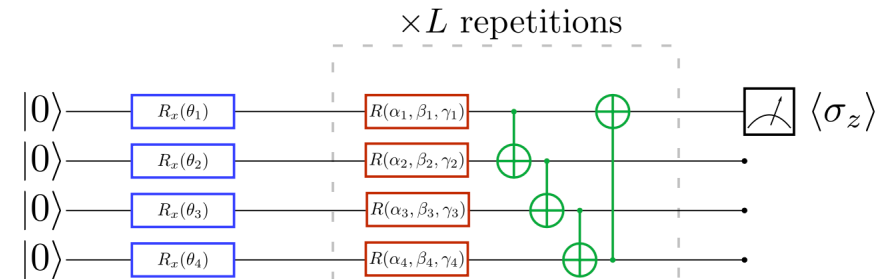 ×L repetitions
|0⟩ Rx(θ1) R(α1, β1, γ1) ⟨σz⟩
|0⟩ Rx(θ2) R(α2, β2, γ2)
|0⟩ Rx(θ3) R(α3, β3, γ3)
|0⟩ Rx(θ4) R(α4, β4, γ4)